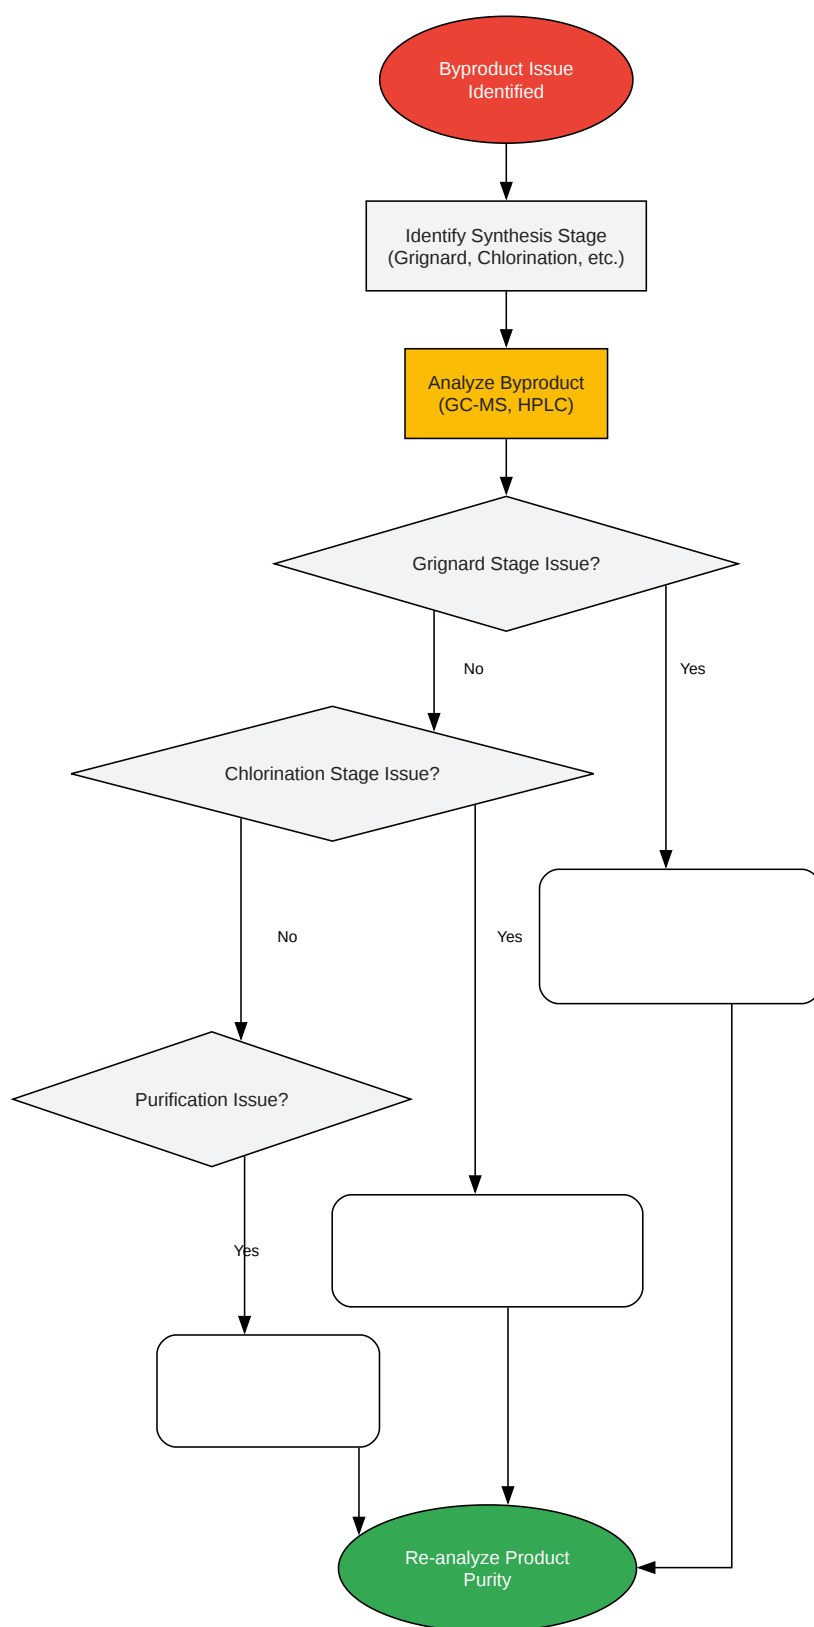 Byproduct Issue
Identified
Identify Synthesis Stage
(Grignard, Chlorination, etc.)
Analyze Byproduct
(GC-MS, HPLC)
Grignard Stage Issue?
No
Yes
Chlorination Stage Issue?
No
Yes
Purification Issue?
Yes
Re-analyze Product
Purity